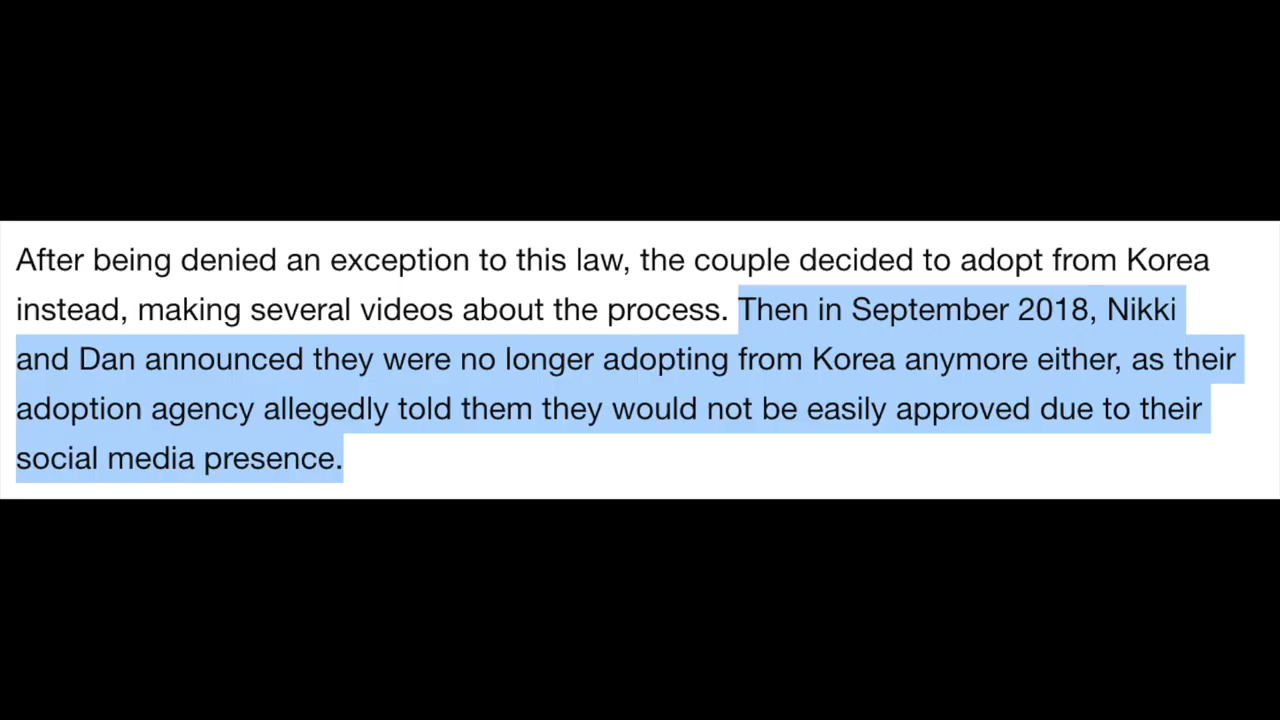 After being denied an exception to this law, the couple decided to adopt from Korea
instead, making several videos about the process. Then in September 2018, Nikki
and Dan announced they were no longer adopting from Korea anymore either, as their
adoption agency allegedly told them they would not be easily approved due to their
social media presence.